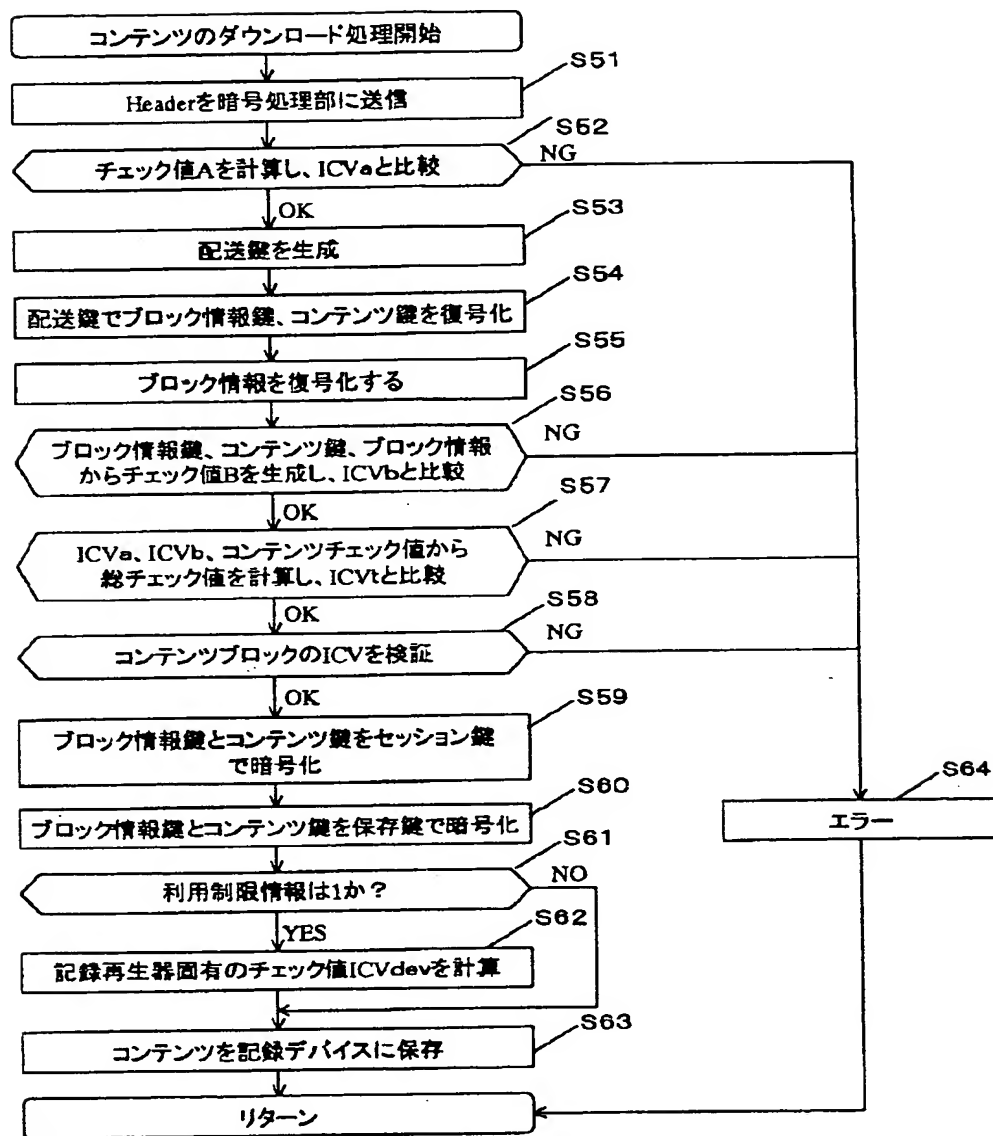 コンテンツのダウンロード処理開始
S51
Headerを暗号処理部に送信
S52
チェック値Aを計算し、ICVaと比較
NG
OK
S53
配送鍵を生成
S54
配送鍵でブロック情報鍵、コンテンツ鍵を復号化
S55
ブロック情報を復号化する
S56
ブロック情報鍵、コンテンツ鍵、ブロック情報
からチェック値Bを生成し、ICVbと比較
NG
OK
S57
ICVa、ICVb、コンテンツチェック値から
総チェック値を計算し、ICVtと比較
NG
OK
S58
コンテンツブロックのICVを検証
NG
OK
S59
ブロック情報鍵とコンテンツ鍵をセッション鍵
で暗号化
S60
ブロック情報鍵とコンテンツ鍵を保存鍵で暗号化
S64
エラー
S61
利用制限情報は1か？
NO
YES
S62
記録再生器固有のチェック値ICVdevを計算
S63
コンテンツを記録デバイスに保存
リターン